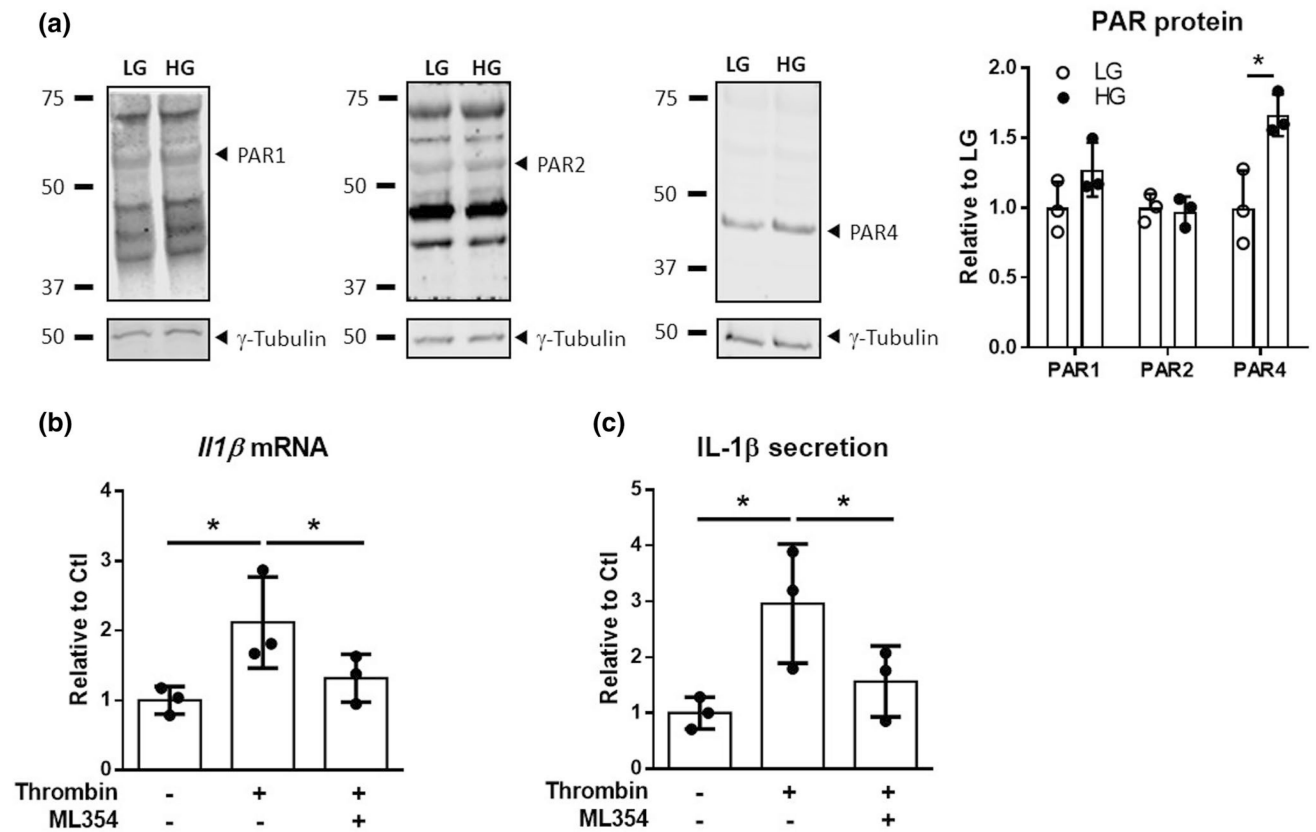 (a)
LG HG
75
50
37
50
PAR1
γ-Tubulin
LG HG
75
50
37
50
PAR2
γ-Tubulin
LG HG
75
50
37
50
PAR4
γ-Tubulin
PAR protein
LG
HG
*
Relative to LG
2.0
1.5
1.0
0.5
0.0
PAR1 PAR2 PAR4
(b)
Il1β mRNA
Relative to Ctl
4
3
2
1
0
* *
Thrombin - + +
ML354 - - +
(c)
IL-1β secretion
Relative to Ctl
5
4
3
2
1
0
* *
Thrombin - + +
ML354 - - +